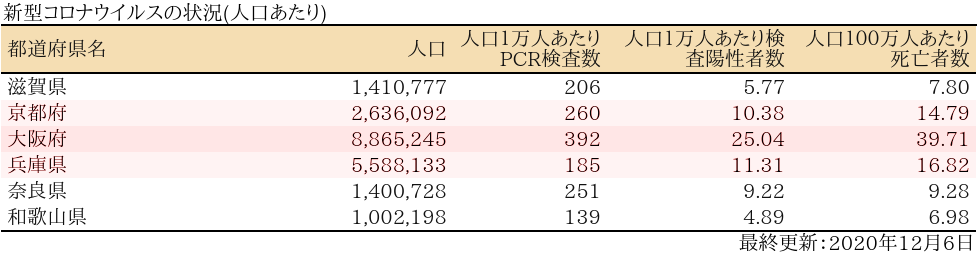 新型コロナウイルスの状況(人口あたり)
都道府県名 人口 人口1万人あたりPCR検査数 人口1万人あたり検査陽性者数 人口100万人あたり死亡者数
滋賀県 1,410,777 206 5.77 7.80
京都府 2,636,092 260 10.38 14.79
大阪府 8,865,245 392 25.04 39.71
兵庫県 5,588,133 185 11.31 16.82
奈良県 1,400,728 251 9.22 9.28
和歌山県 1,002,198 139 4.89 6.98
最終更新：2020年12月6日